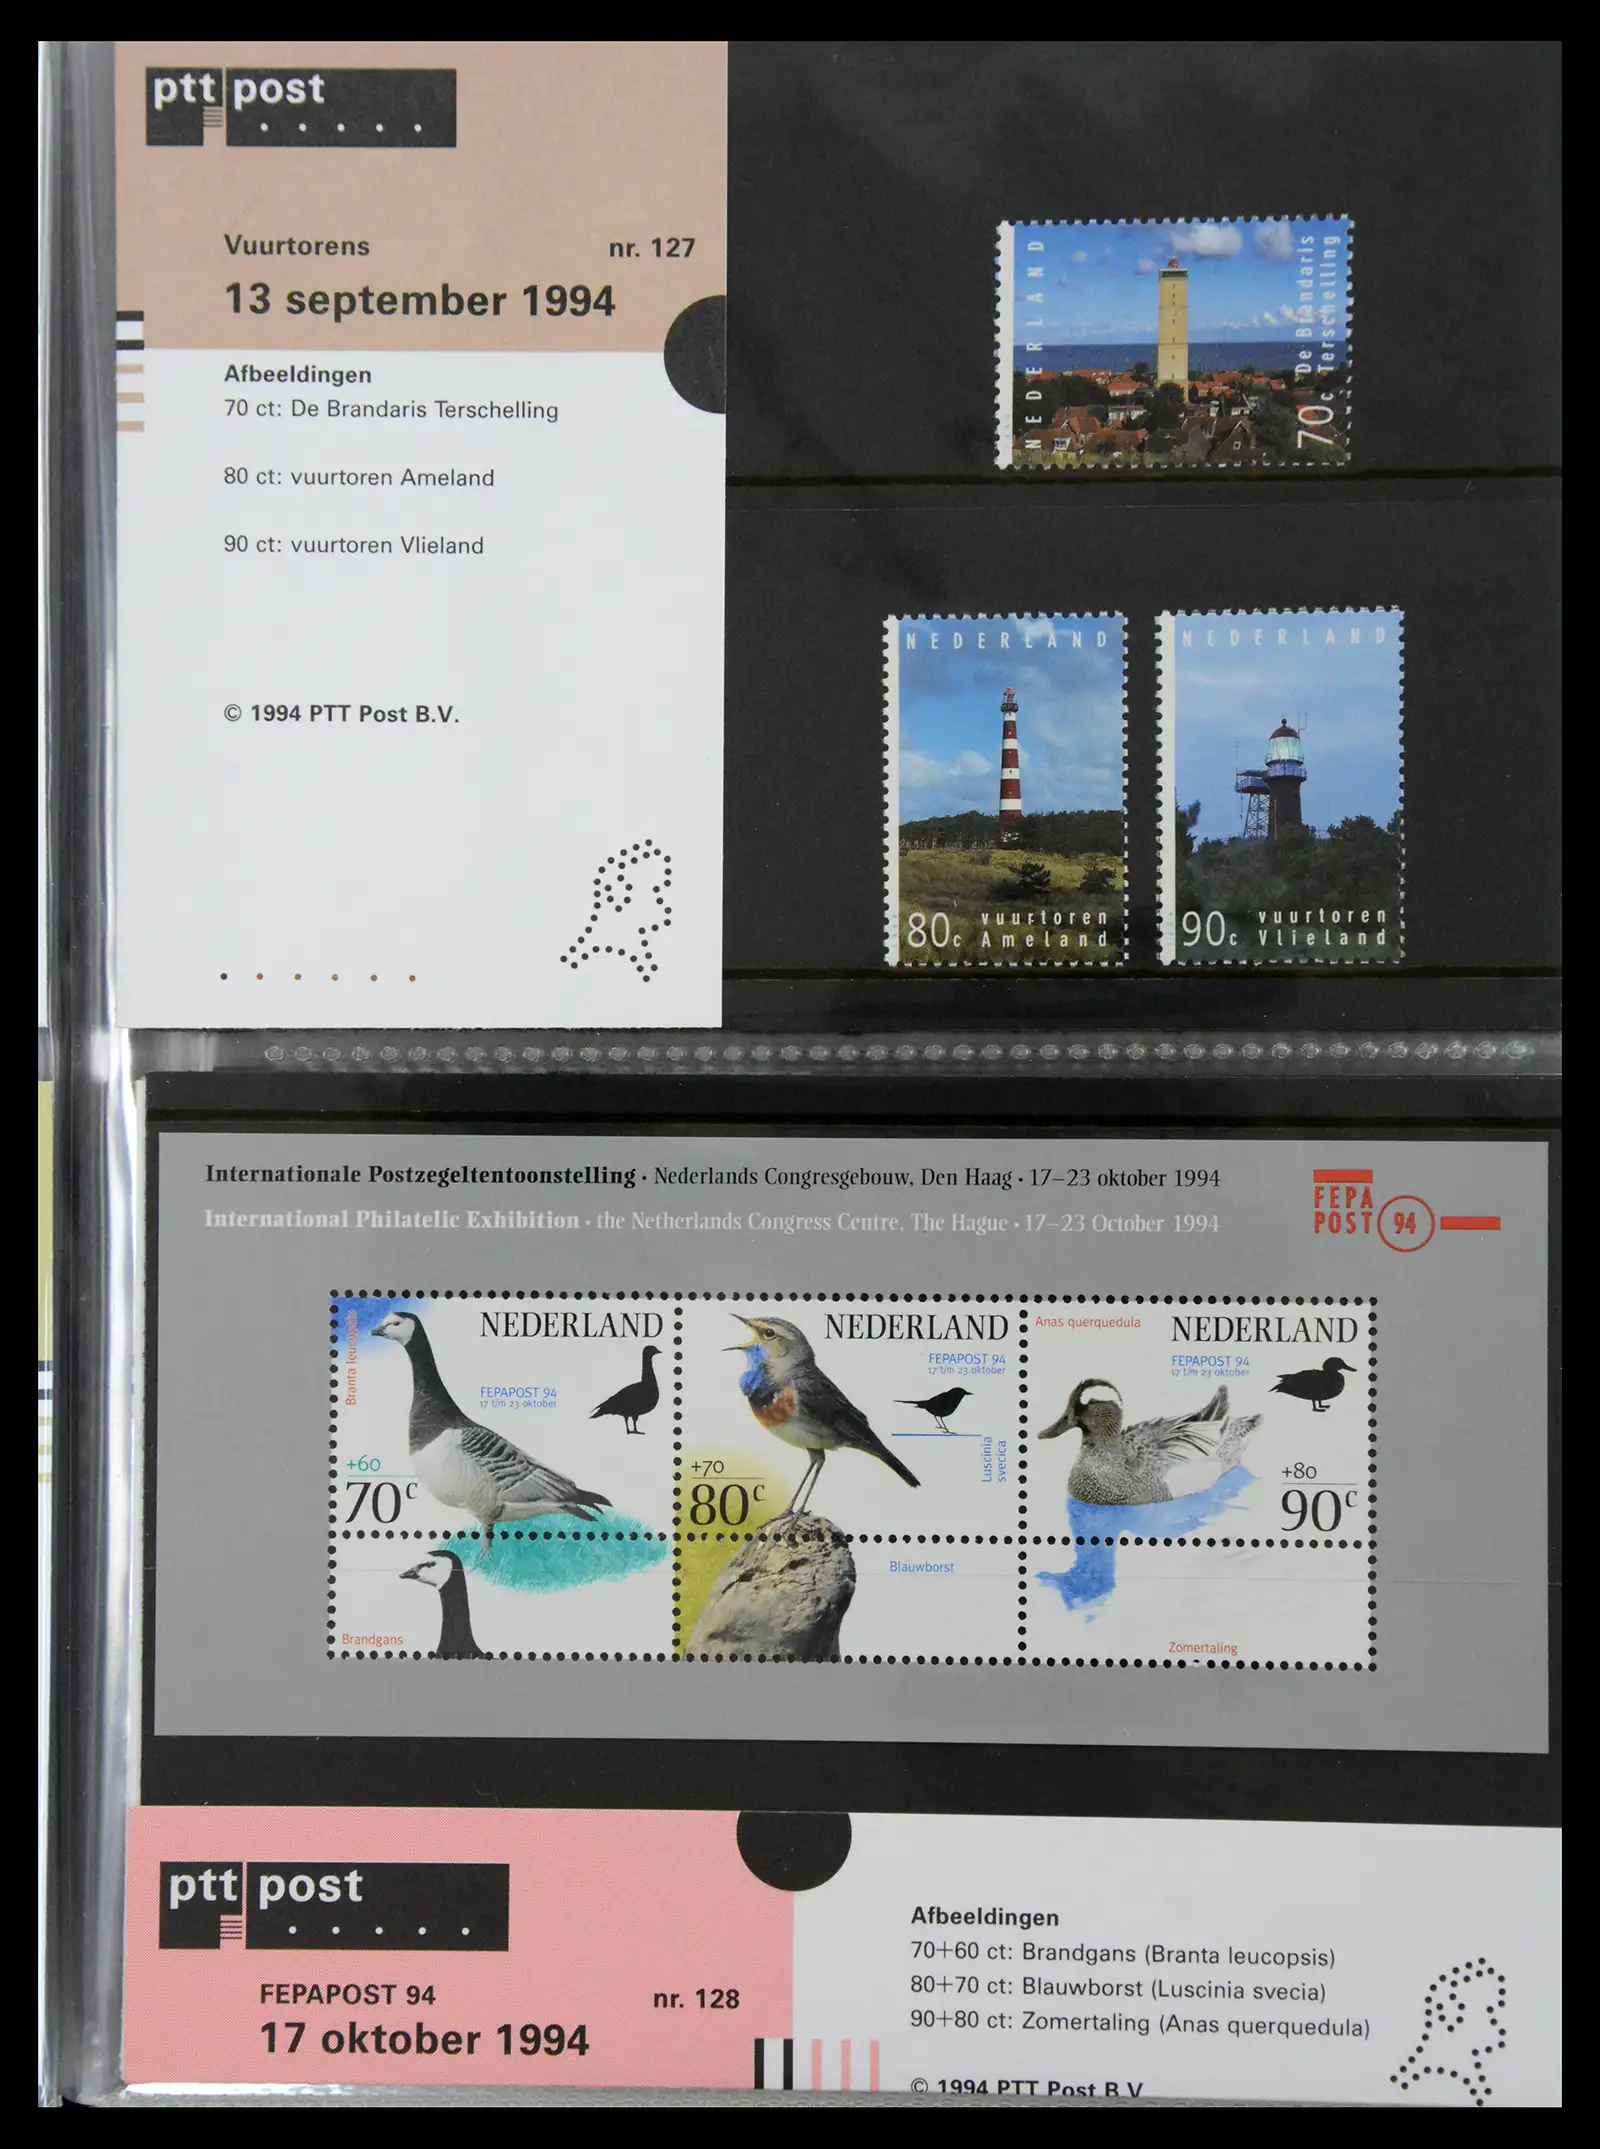 ptt post
Vuurtorens nr. 127
13 september 1994
Afbeeldingen
70 ct: De Brandaris Terschelling
80 ct: vuurtoren Ameland
90 ct: vuurtoren Vlieland
© 1994 PTT Post B.V.
NEDERLAND
De Brandaris
70c Terschelling
NEDERLAND
80c vuurtoren
Ameland
NEDERLAND
90c vuurtoren
Vlieland
Internationale Postzegeltentoonstelling · Nederlands Congresgebouw, Den Haag · 17–23 oktober 1994
International Philatelic Exhibition · the Netherlands Congress Centre, The Hague · 17–23 October 1994
FEPA
POST 94
Branta leucopsis
NEDERLAND
FEPAPOST 94
17 t/m 23 oktober
+60
70c
Brandgans
NEDERLAND
FEPAPOST 94
17 t/m 23 oktober
Luscinia
svecica
+70
80c
Blauwborst
Anas querquedula
NEDERLAND
FEPAPOST 94
17 t/m 23 oktober
+80
90c
Zomertaling
ptt post
FEPAPOST 94 nr. 128
17 oktober 1994
Afbeeldingen
70+60 ct: Brandgans (Branta leucopsis)
80+70 ct: Blauwborst (Luscinia svecia)
90+80 ct: Zomertaling (Anas querquedula)
© 1994 PTT Post B.V